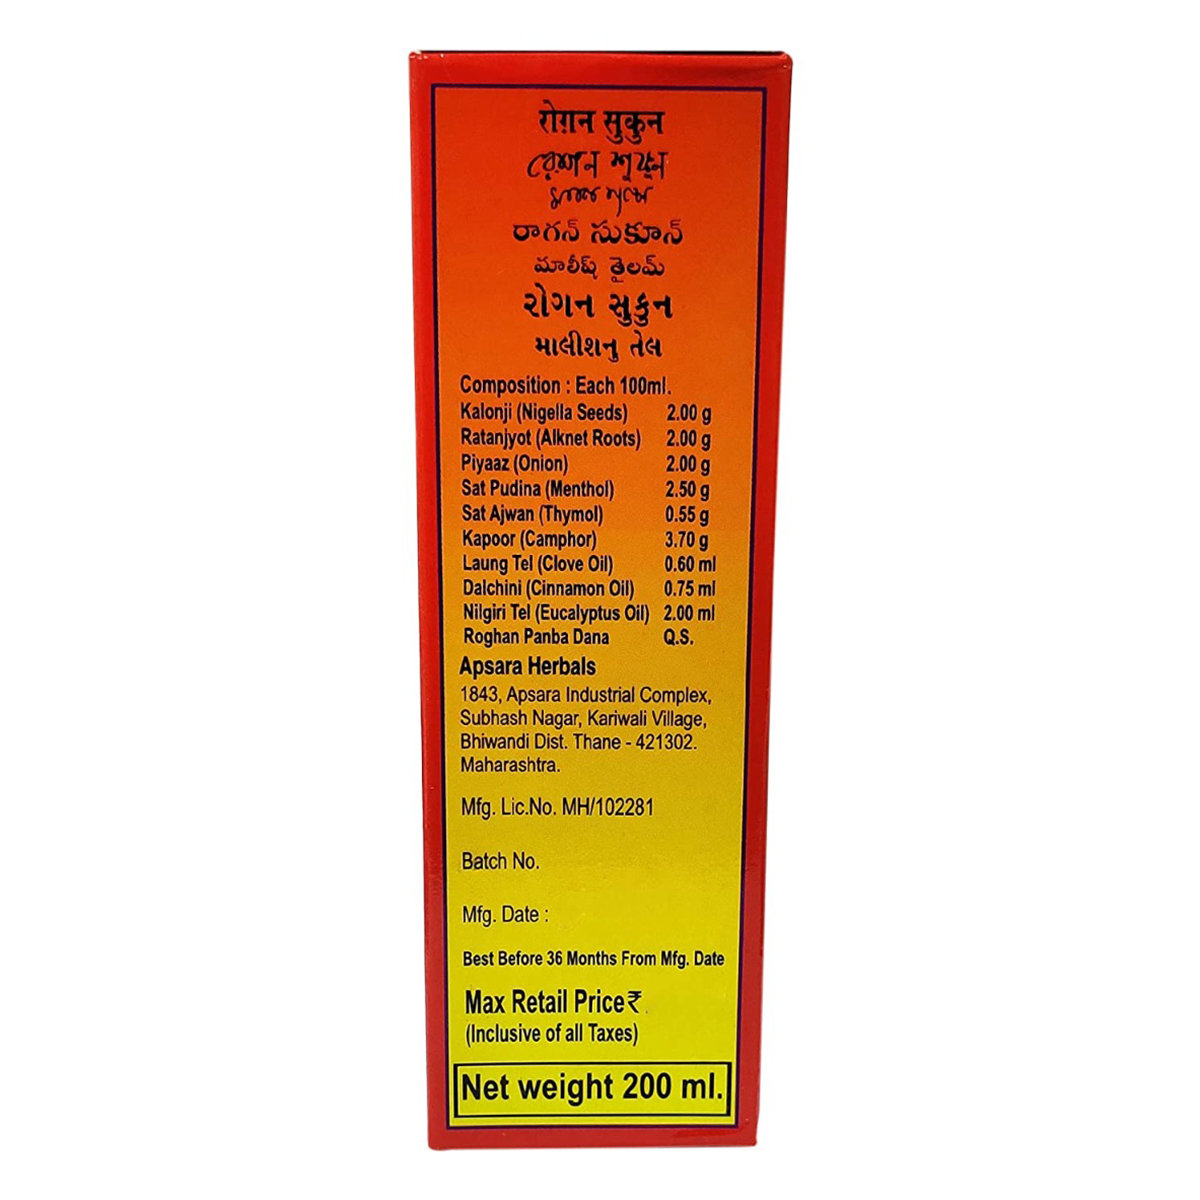 रोग़न सुकुन
రాగన్ సుకూన్
మాలీష్ తైలమ్
રોગન સુકુન
માલીશનુ તેલ
Composition : Each 100ml.
Kalonji (Nigella Seeds) 2.00 g
Ratanjyot (Alknet Roots) 2.00 g
Piyaaz (Onion) 2.00 g
Sat Pudina (Menthol) 2.50 g
Sat Ajwan (Thymol) 0.55 g
Kapoor (Camphor) 3.70 g
Laung Tel (Clove Oil) 0.60 ml
Dalchini (Cinnamon Oil) 0.75 ml
Nilgiri Tel (Eucalyptus Oil) 2.00 ml
Roghan Panba Dana Q.S.
Apsara Herbals
1843, Apsara Industrial Complex,
Subhash Nagar, Kariwali Village,
Bhiwandi Dist. Thane - 421302.
Maharashtra.
Mfg. Lic.No. MH/102281
Batch No.
Mfg. Date :
Best Before 36 Months From Mfg. Date
Max Retail Price₹
(Inclusive of all Taxes)
Net weight 200 ml.